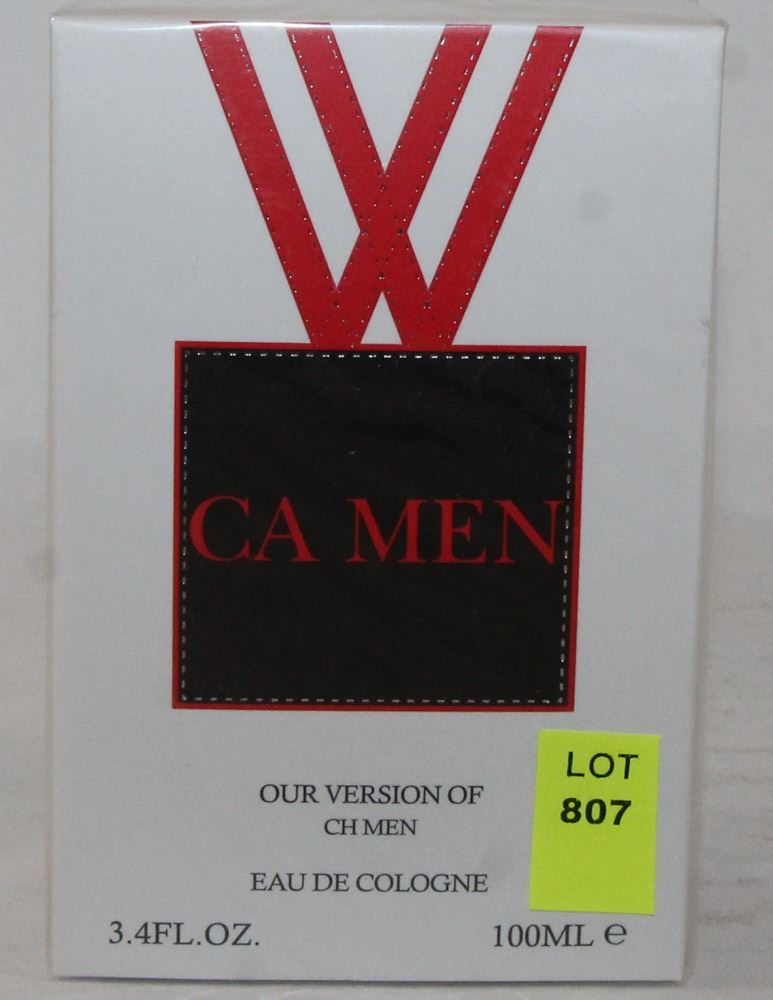 CA MEN
OUR VERSION OF
CH MEN
EAU DE COLOGNE
3.4FL.OZ.
100ML ℮
LOT
807